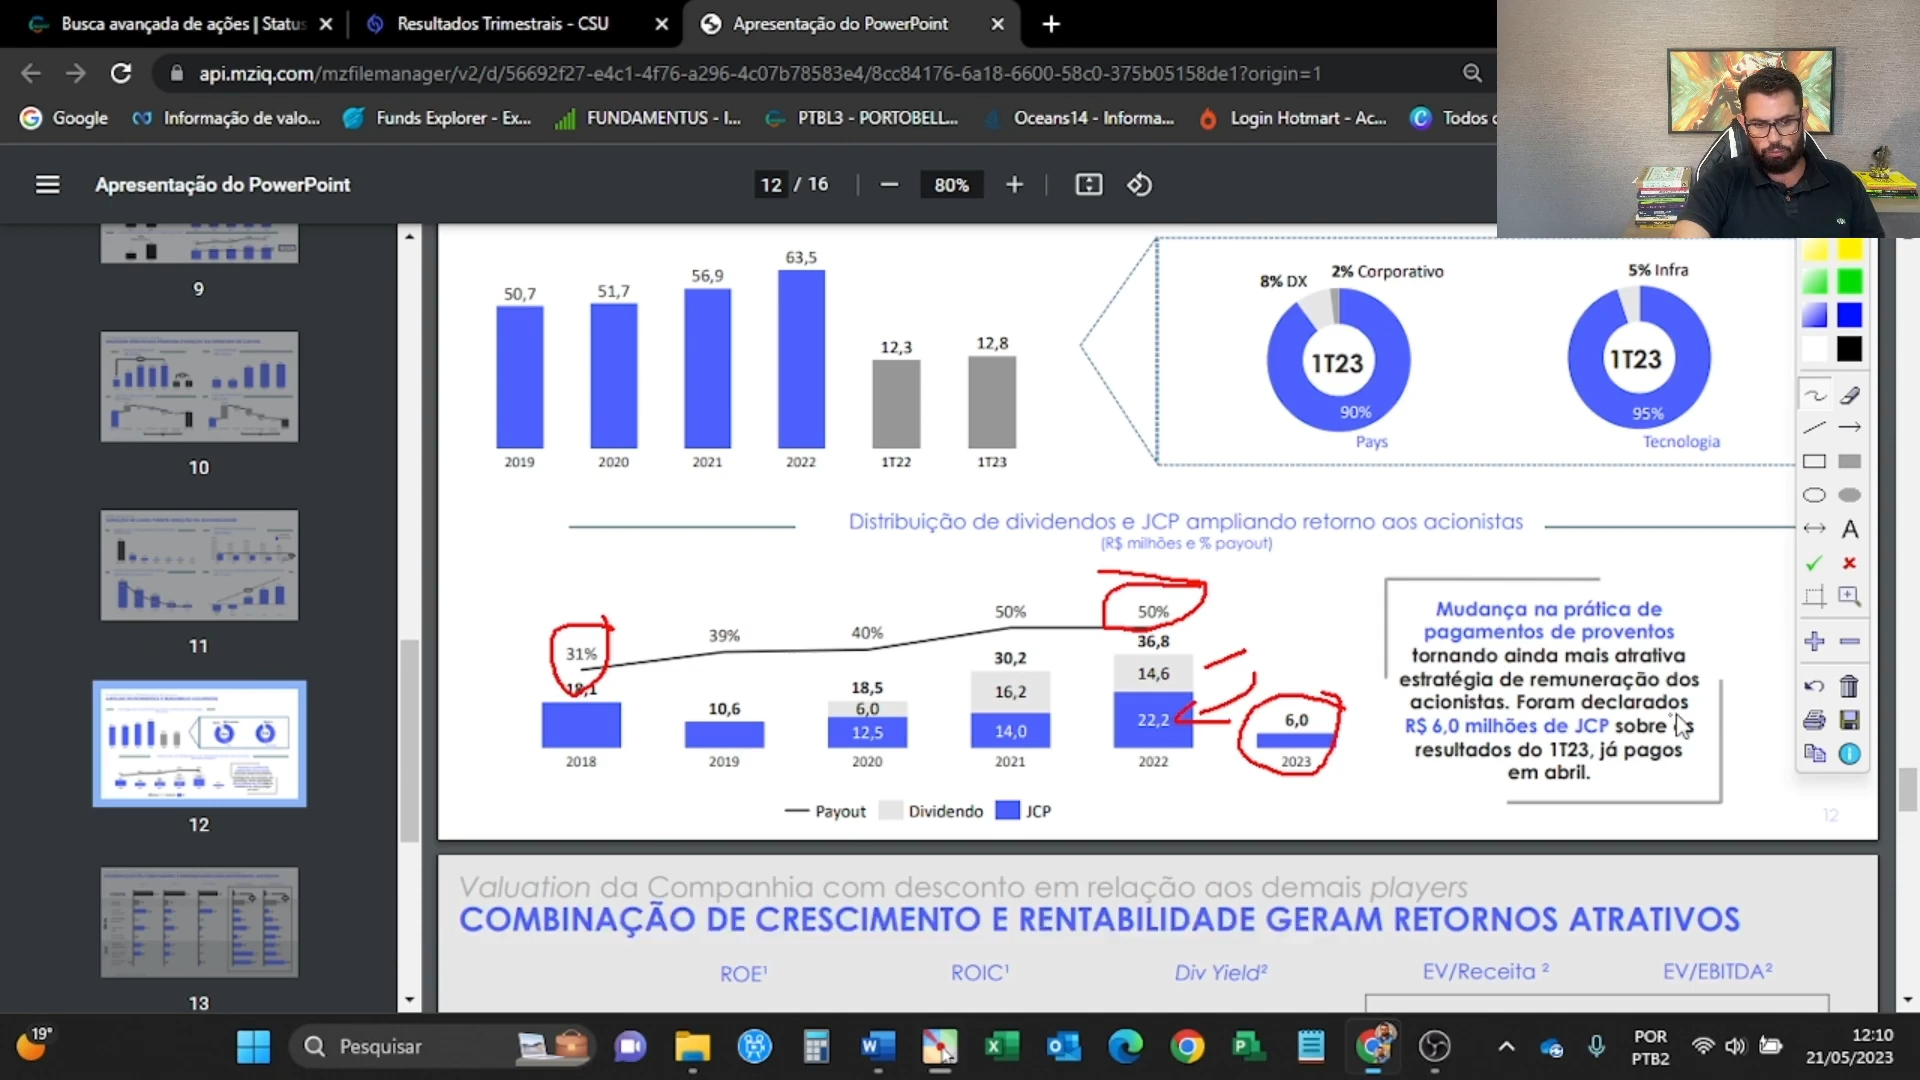 Busca avançada de ações | Status
Resultados Trimestrais - CSU
Apresentação do PowerPoint
api.mziq.com/mzfilemanager/v2/d/56692f27-e4c1-4f76-a296-4c07b78583e4/8cc84176-6a18-6600-58c0-375b05158de1?origin=1
Google
Informação de valo...
Funds Explorer - Ex...
FUNDAMENTUS - I...
PTBL3 - PORTOBELL...
Oceans14 - Informa...
Login Hotmart - Ac...
Todos
Apresentação do PowerPoint
12 / 16
80%
9
10
11
12
13
50,7
51,7
56,9
63,5
12,3
12,8
2019
2020
2021
2022
1T22
1T23
8% DX
2% Corporativo
1T23
90%
Pays
5% Infra
1T23
95%
Tecnologia
Distribuição de dividendos e JCP ampliando retorno aos acionistas
(R$ milhões e % payout)
31%
39%
40%
50%
50%
18,1
10,6
18,5
6,0
12,5
30,2
16,2
14,0
36,8
14,6
22,2
6,0
2018
2019
2020
2021
2022
2023
Payout
Dividendo
JCP
Mudança na prática de
pagamentos de proventos
tornando ainda mais atrativa
estratégia de remuneração dos
acionistas. Foram declarados
R$ 6,0 milhões de JCP sobre os
resultados do 1T23, já pagos
em abril.
12
Valuation da Companhia com desconto em relação aos demais players
COMBINAÇÃO DE CRESCIMENTO E RENTABILIDADE GERAM RETORNOS ATRATIVOS
ROE¹
ROIC¹
Div Yield²
EV/Receita ²
EV/EBITDA²
19°
Pesquisar
POR
PTB2
12:10
21/05/2023